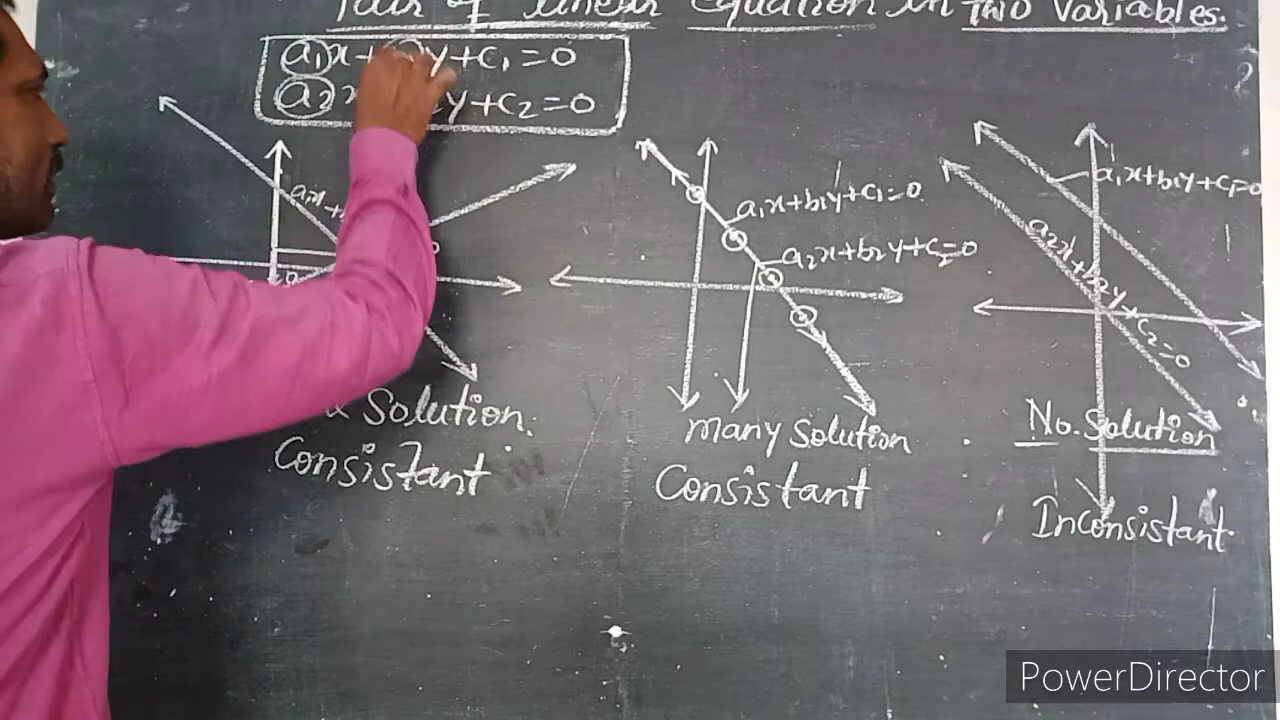 Pair of linear Equation in Two Variables.
a₁x+ y+c₁=0
a₂x y+c₂=0
a₁x+b₁y+c₁=0
a₂x+b₂y+c₂=0
a₁x+b₁y+c₁=0
a₂x+b₂y+c₂=0
Solution.
Consistant
many solution
Consistant
No. Solution
Inconsistant
PowerDirector